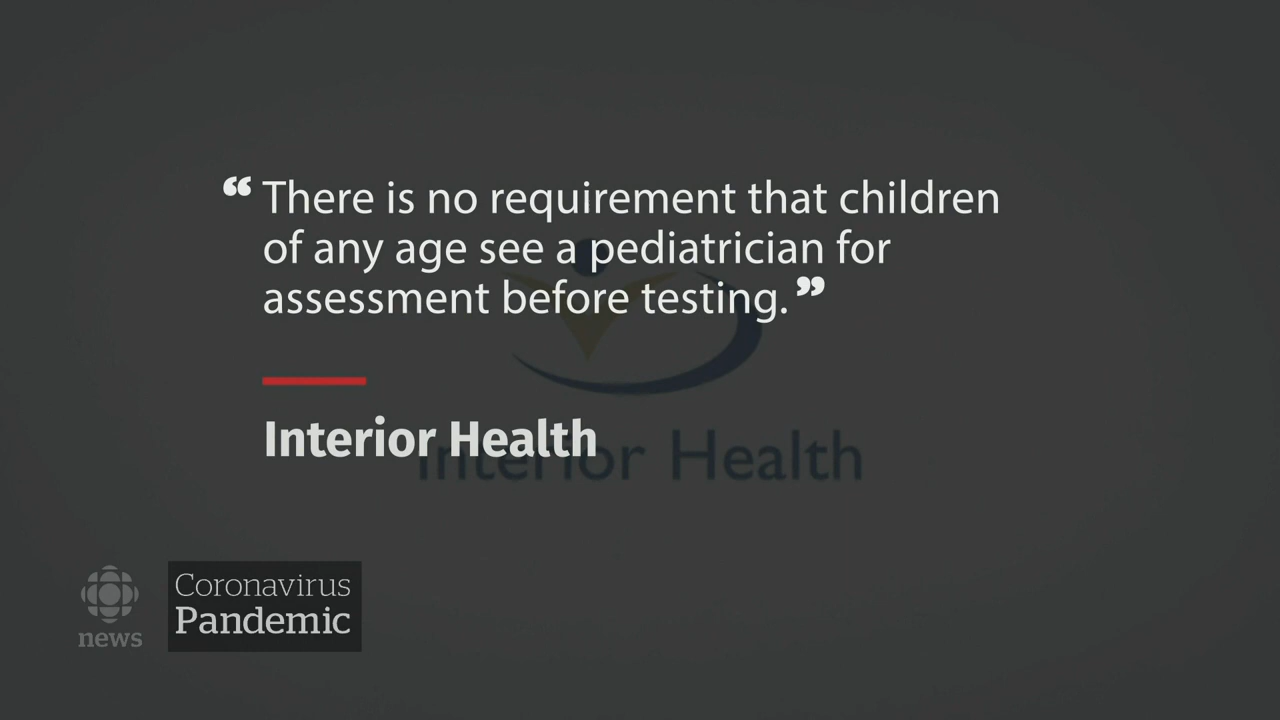 “ There is no requirement that children
of any age see a pediatrician for
assessment before testing. ”
Interior Health
Interior Health
news
Coronavirus
Pandemic